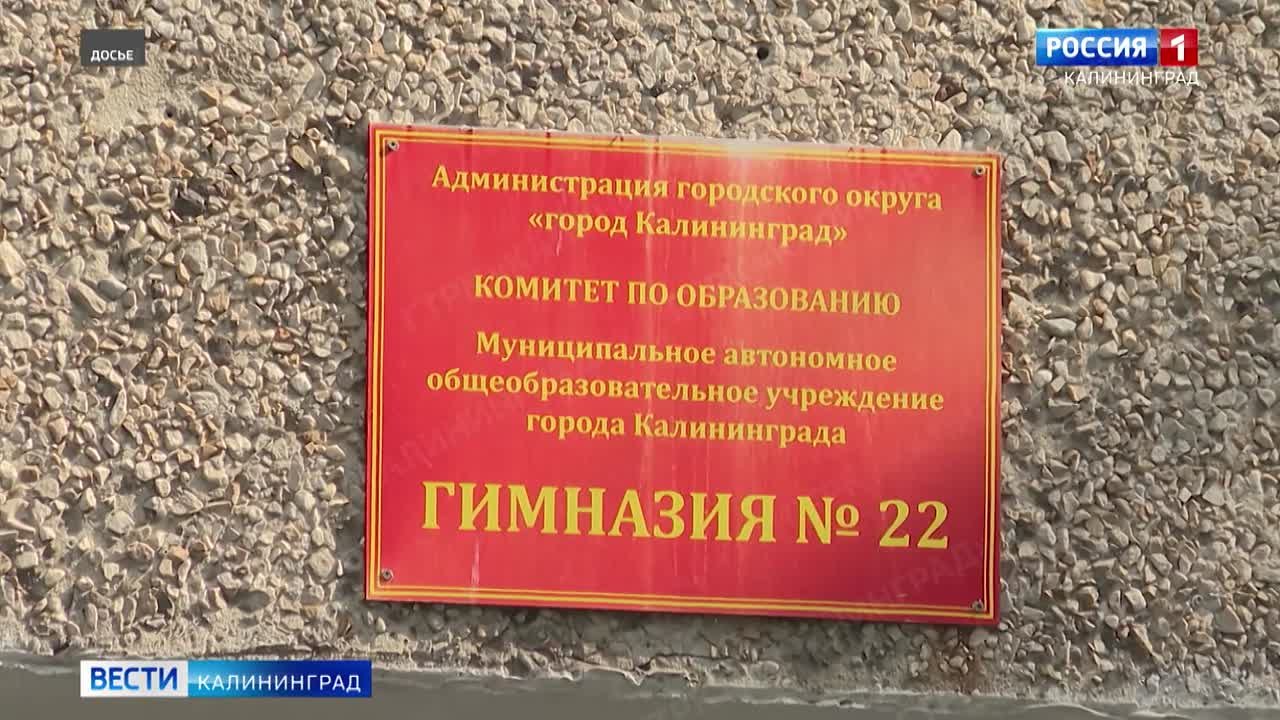 ДОСЬЕ
РОССИЯ 1
КАЛИНИНГРАД
Администрация городского округа
«город Калининград»
КОМИТЕТ ПО ОБРАЗОВАНИЮ
Муниципальное автономное
общеобразовательное учреждение
города Калининграда
ГИМНАЗИЯ № 22
ВЕСТИ КАЛИНИНГРАД